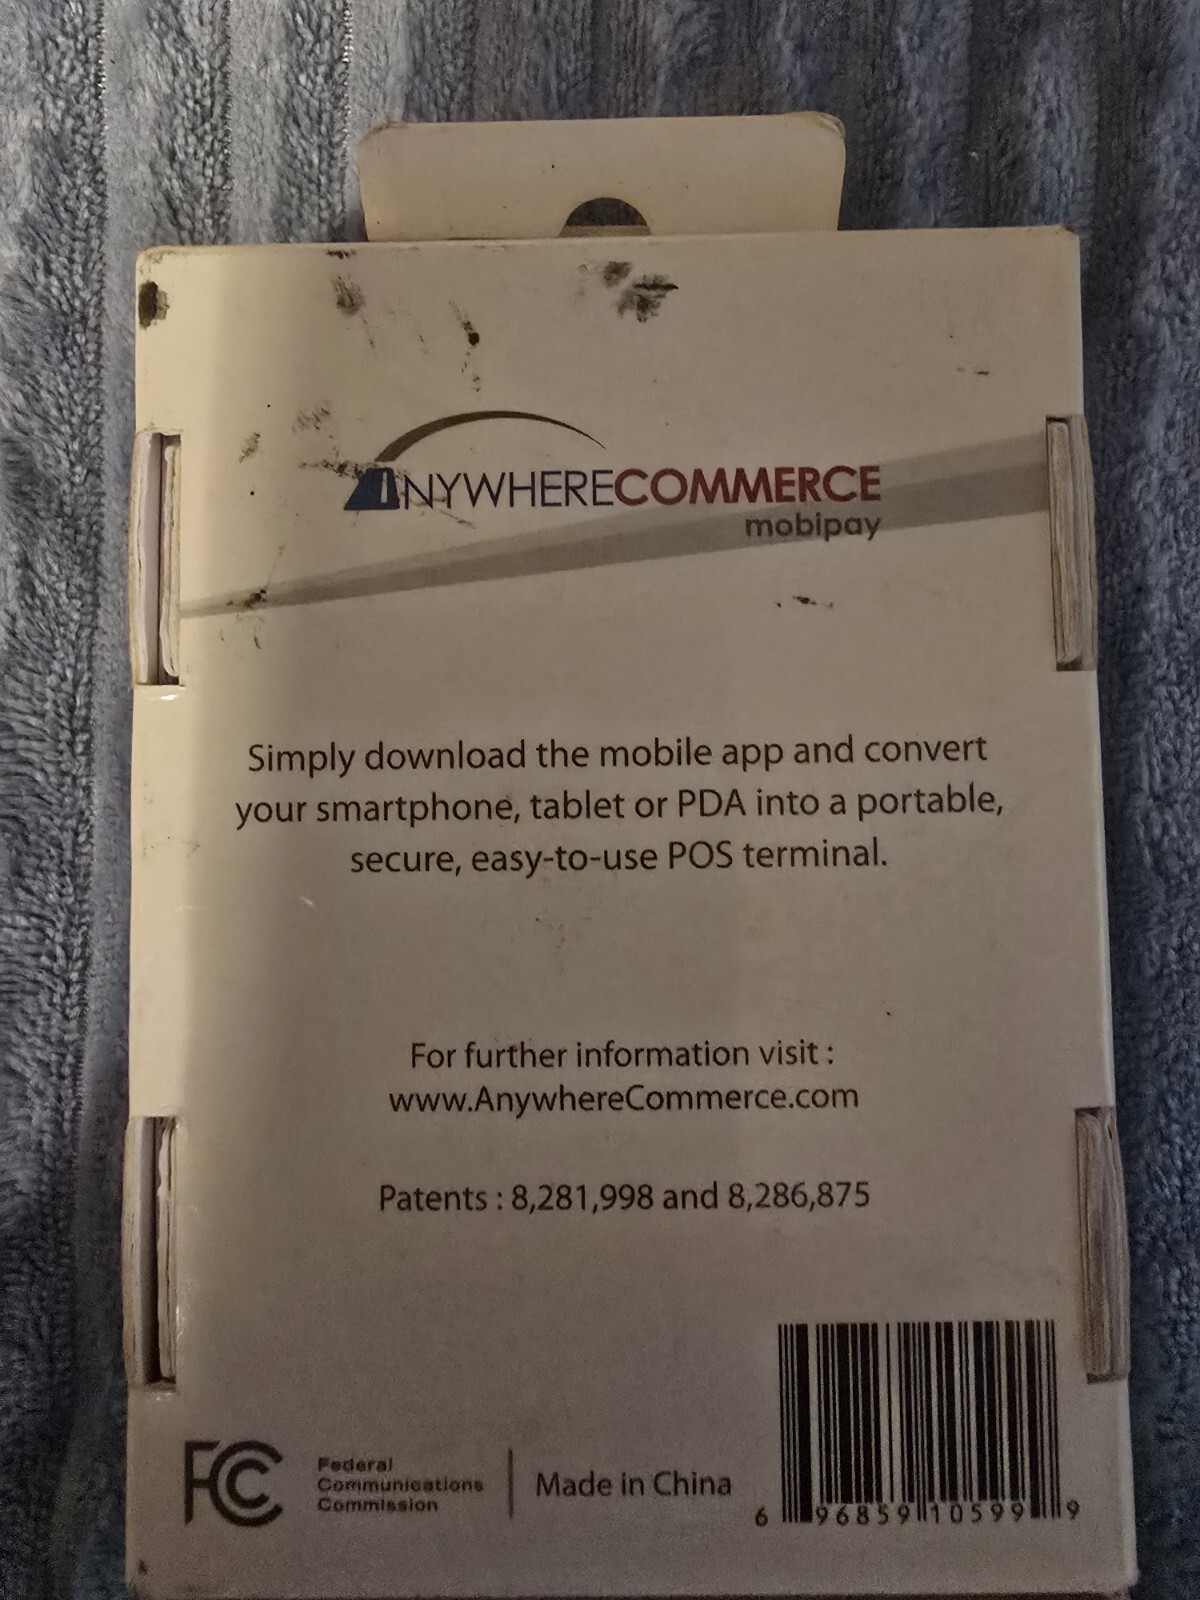 ANYWHERECOMMERCE
mobipay
Simply download the mobile app and convert
your smartphone, tablet or PDA into a portable,
secure, easy-to-use POS terminal.
For further information visit :
www.AnywhereCommerce.com
Patents : 8,281,998 and 8,286,875
FC
Federal
Communications
Commission
Made in China
6 96859 10599 9